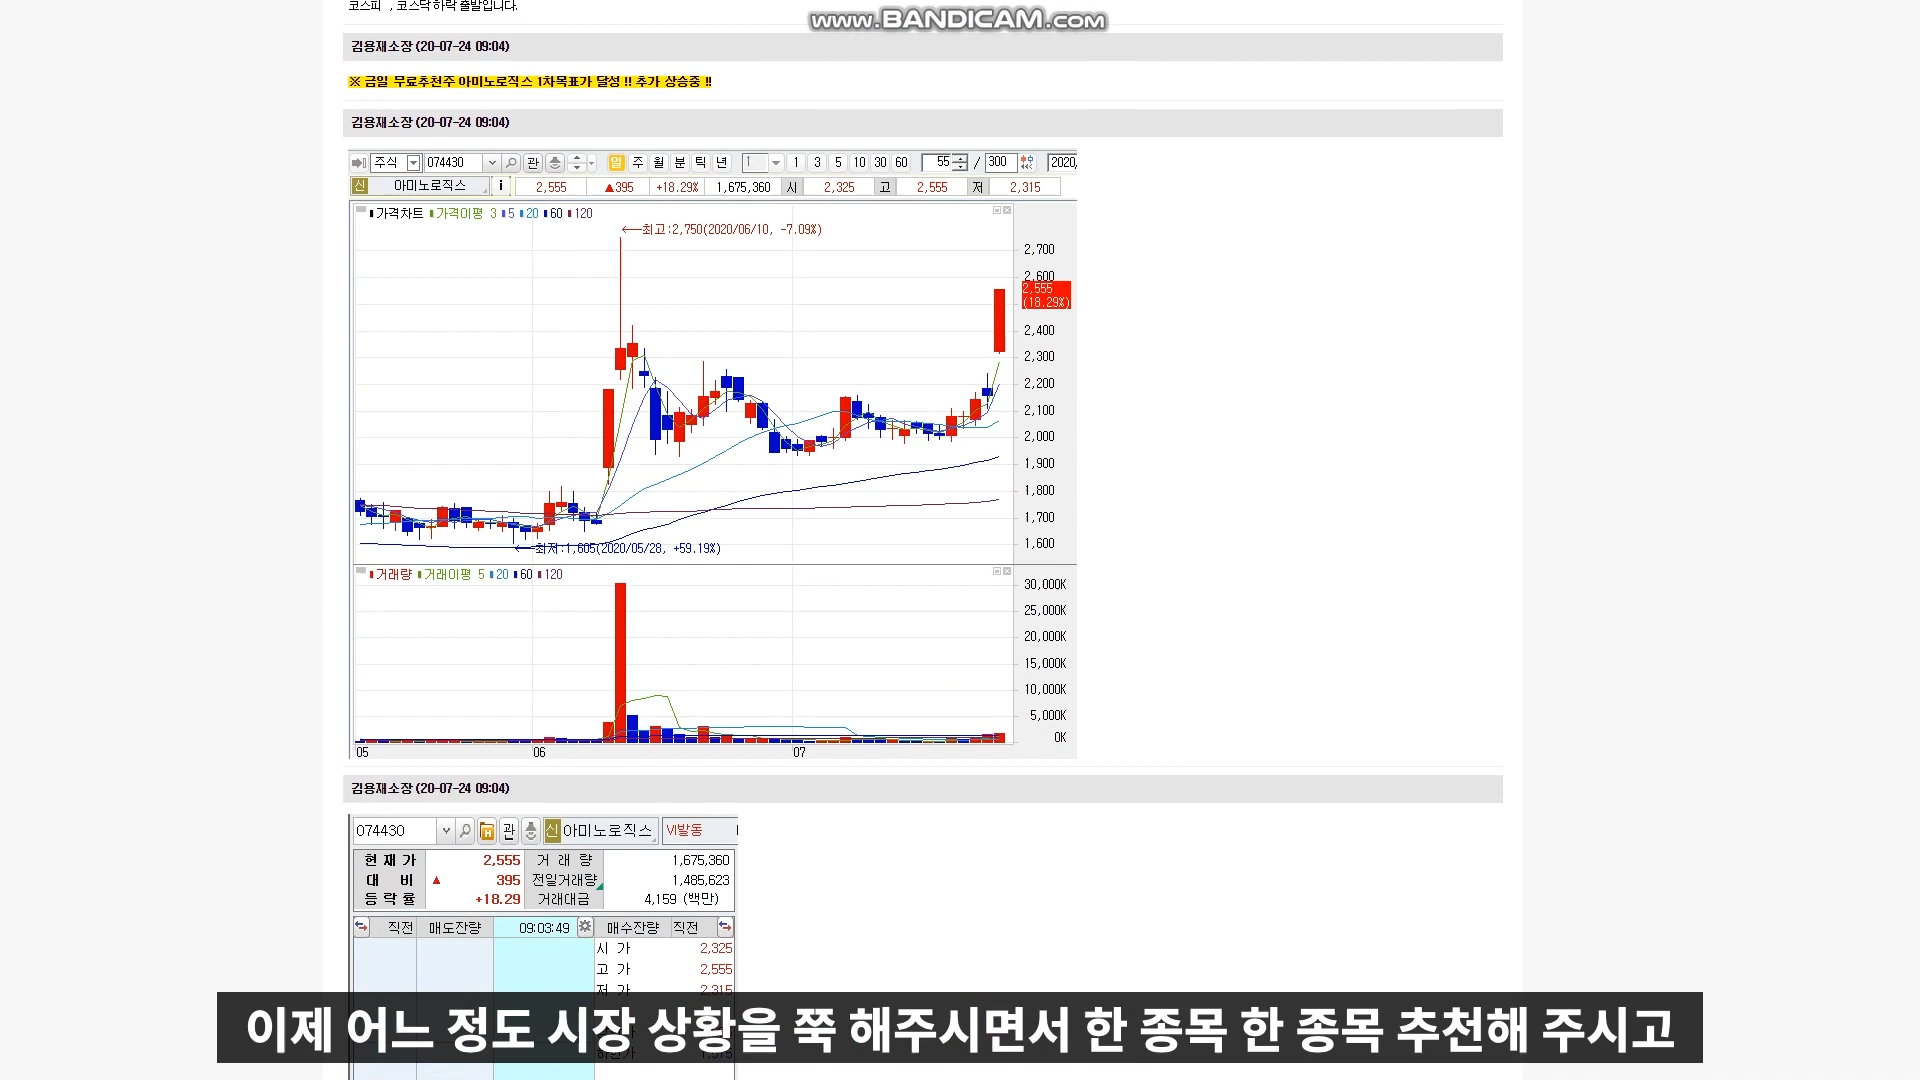 코스피 , 코스닥 하락 출발입니다.
www.BANDICAM.com
김용재소장 (20-07-24 09:04)
※ 금일 무료추천주 아미노로직스 1차목표가 달성 !! 추가 상승중 !!
김용재소장 (20-07-24 09:04)
주식 074430 관 일 주 월 분 틱 년 1 1 3 5 10 30 60 55 / 300 2020,
신 아미노로직스 i 2,555 ▲395 +18.29% 1,675,360 시 2,325 고 2,555 저 2,315
가격차트 가격이평 3 5 20 60 120
←최고:2,750(2020/06/10, -7.09%)
2,700
2,600
2,555
(18.29%)
2,400
2,300
2,200
2,100
2,000
1,900
1,800
1,700
1,600
←최저:1,605(2020/05/28, +59.19%)
거래량 거래이평 5 20 60 120
30,000K
25,000K
20,000K
15,000K
10,000K
5,000K
0K
05 06 07
김용재소장 (20-07-24 09:04)
074430 관 신 아미노로직스 VI발동
현재가 2,555 거래량 1,675,360
대비 ▲ 395 전일거래량 1,485,623
등락률 +18.29 거래대금 4,159 (백만)
직전 매도잔량 09:03:49 매수잔량 직전
시가 2,325
고가 2,555
저가 2,315
이제 어느 정도 시장 상황을 쭉 해주시면서 한 종목 한 종목 추천해 주시고